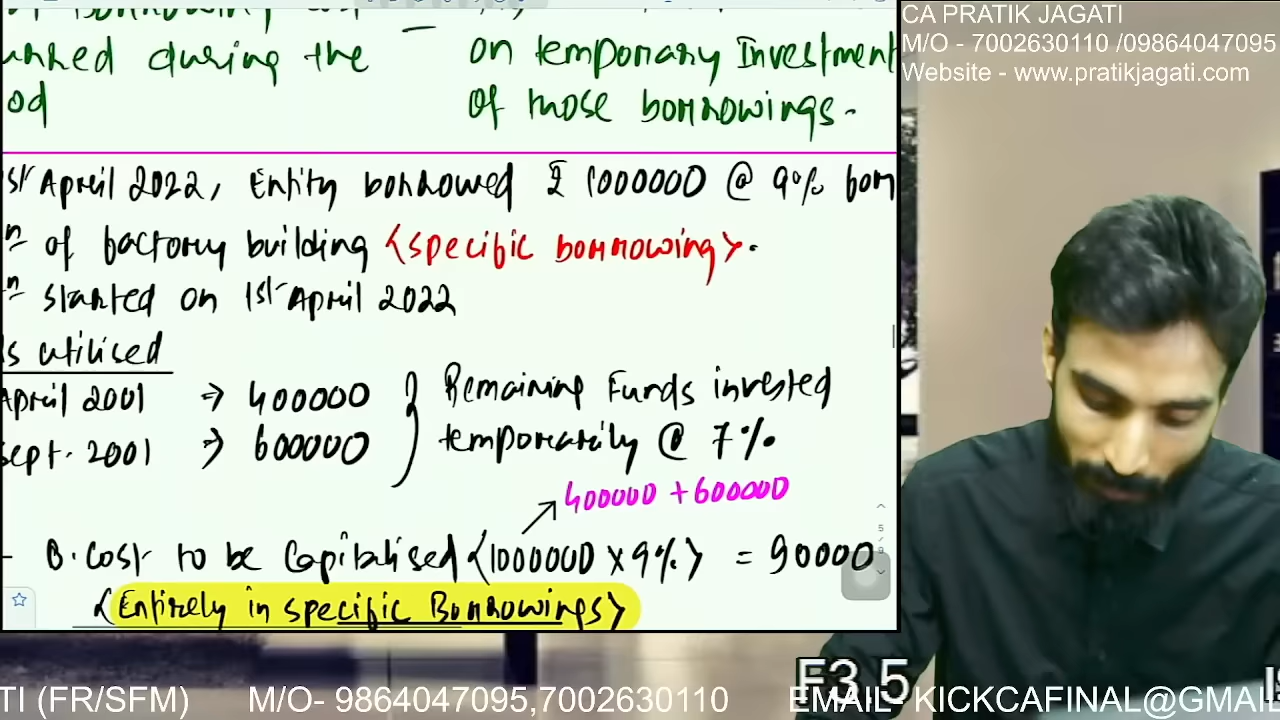 CA PRATIK JAGATI
M/O - 7002630110 /09864047095
Website - www.pratikjagati.com
during the
od
on temporary Investment
of those borrowings.
1st April 2022, Entity borrowed ₹ 1000000 @ 9% for
n of factory building <specific borrowing>.
n started on 1st April 2022
s utilised
April 2001 → 400000
Sept. 2001 → 600000
Remaining Funds invested
temporarily @ 7%
400000 + 600000
B. cost to be capitalised <1000000 x 9%> = 90000
<Entirely in specific Borrowings>
F3 5
TI (FR/SFM) M/O- 9864047095,7002630110 EMAIL- KICKCAFINAL@GMAIL